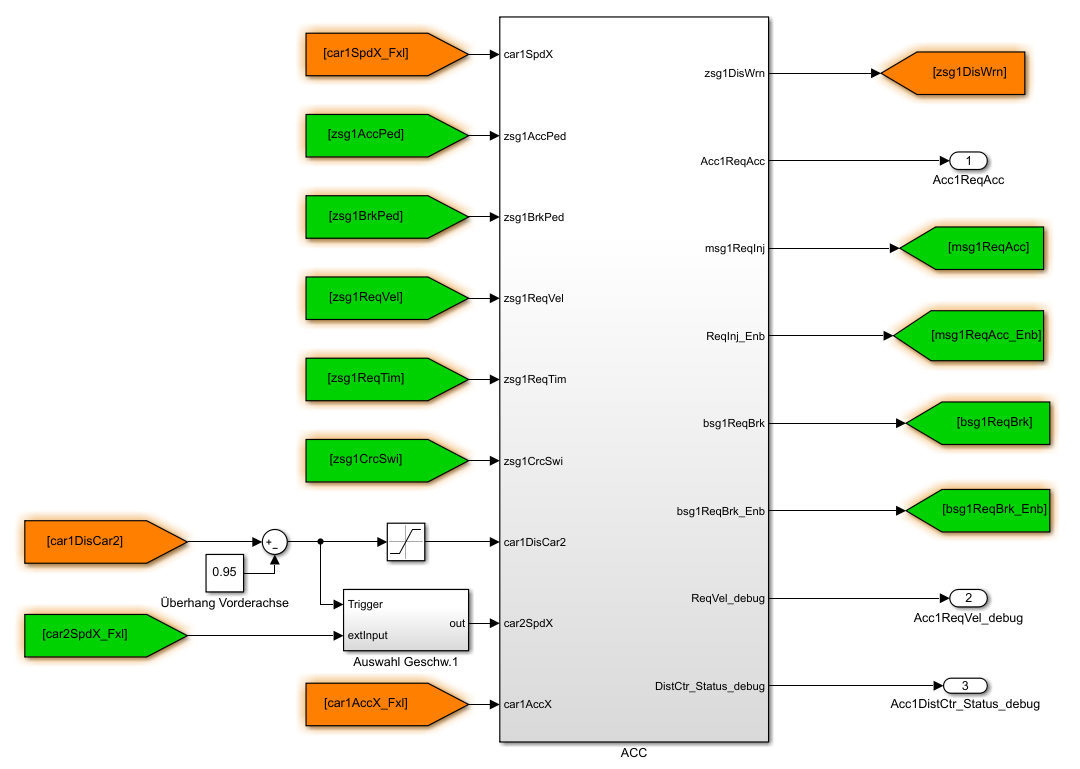 [car1SpdX_Fxl]
car1SpdX
zsg1DisWrn
[zsg1DisWrn]
[zsg1AccPed]
zsg1AccPed
Acc1ReqAcc
1
Acc1ReqAcc
[zsg1BrkPed]
zsg1BrkPed
msg1ReqInj
[msg1ReqAcc]
[zsg1ReqVel]
zsg1ReqVel
ReqInj_Enb
[msg1ReqAcc_Enb]
[zsg1ReqTim]
zsg1ReqTim
bsg1ReqBrk
[bsg1ReqBrk]
[zsg1CrcSwi]
zsg1CrcSwi
bsg1ReqBrk_Enb
[bsg1ReqBrk_Enb]
[car1DisCar2]
+
−
car1DisCar2
0.95
Überhang Vorderachse
Trigger
extInput
out
Auswahl Geschw.1
[car2SpdX_Fxl]
car2SpdX
ReqVel_debug
2
Acc1ReqVel_debug
[car1AccX_Fxl]
car1AccX
DistCtr_Status_debug
3
Acc1DistCtr_Status_debug
ACC